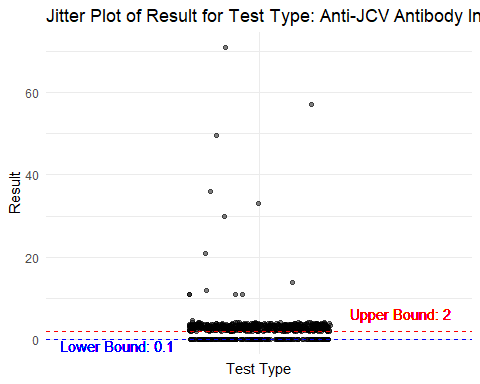 Jitter Plot of Result for Test Type: Anti-JCV Antibody In
60
40
20
0
Result
Upper Bound: 2
Lower Bound: 0.1
Test Type